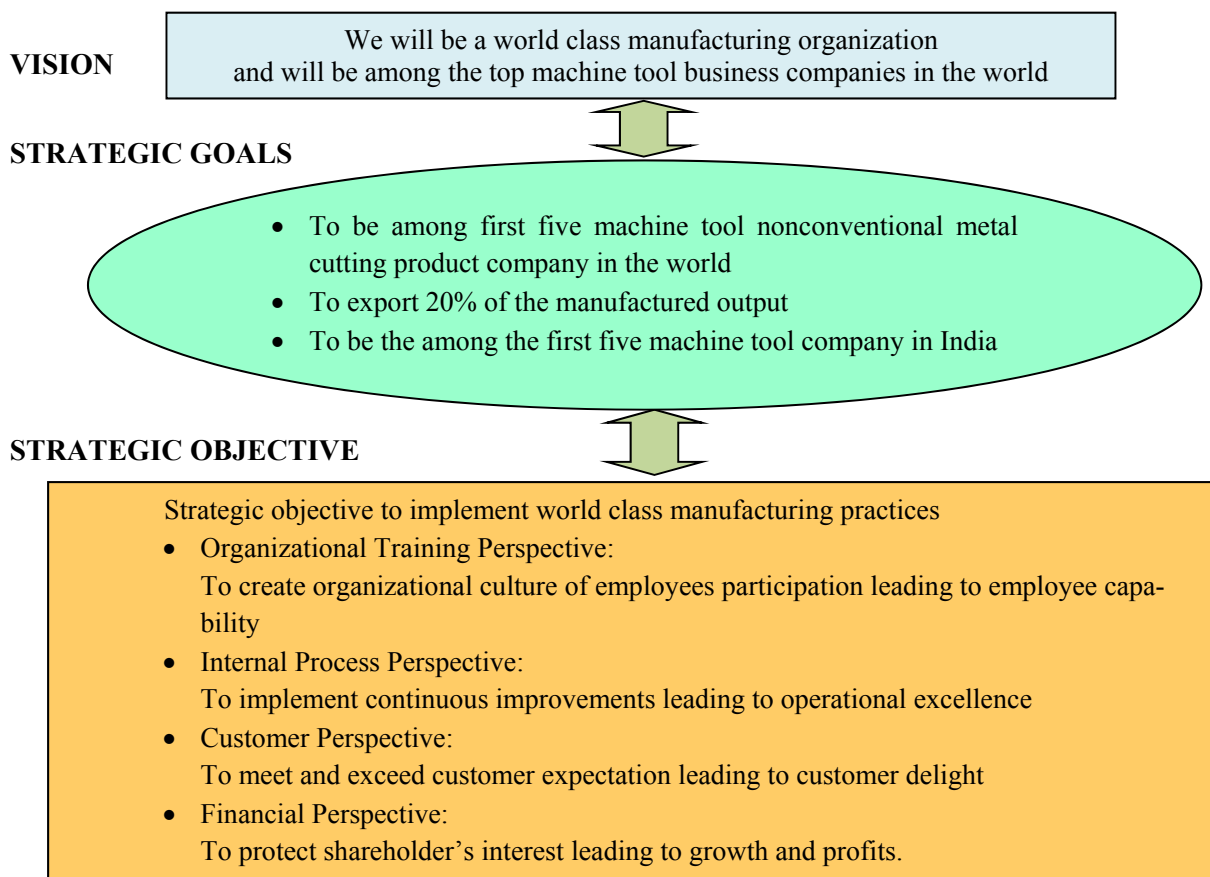 VISION
We will be a world class manufacturing organization
and will be among the top machine tool business companies in the world
STRATEGIC GOALS
• To be among first five machine tool nonconventional metal
cutting product company in the world
• To export 20% of the manufactured output
• To be the among the first five machine tool company in India
STRATEGIC OBJECTIVE
Strategic objective to implement world class manufacturing practices
• Organizational Training Perspective:
To create organizational culture of employees participation leading to employee capa-
bility
• Internal Process Perspective:
To implement continuous improvements leading to operational excellence
• Customer Perspective:
To meet and exceed customer expectation leading to customer delight
• Financial Perspective:
To protect shareholder’s interest leading to growth and profits.